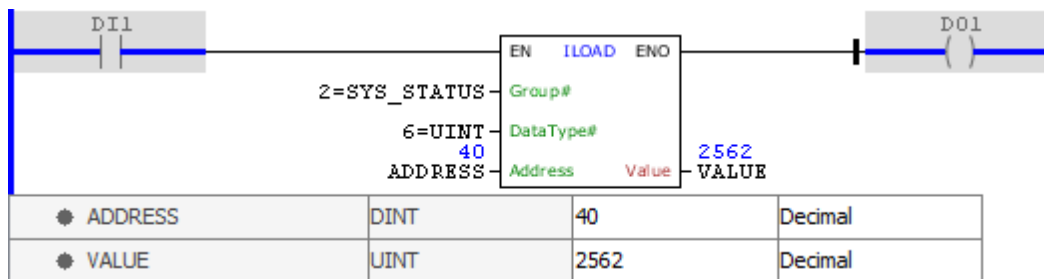 DI1
DO1
EN ILOAD ENO
2=SYS_STATUS Group#
6=UINT DataType#
40
2562
ADDRESS Address Value VALUE
ADDRESS DINT 40 Decimal
VALUE UINT 2562 Decimal